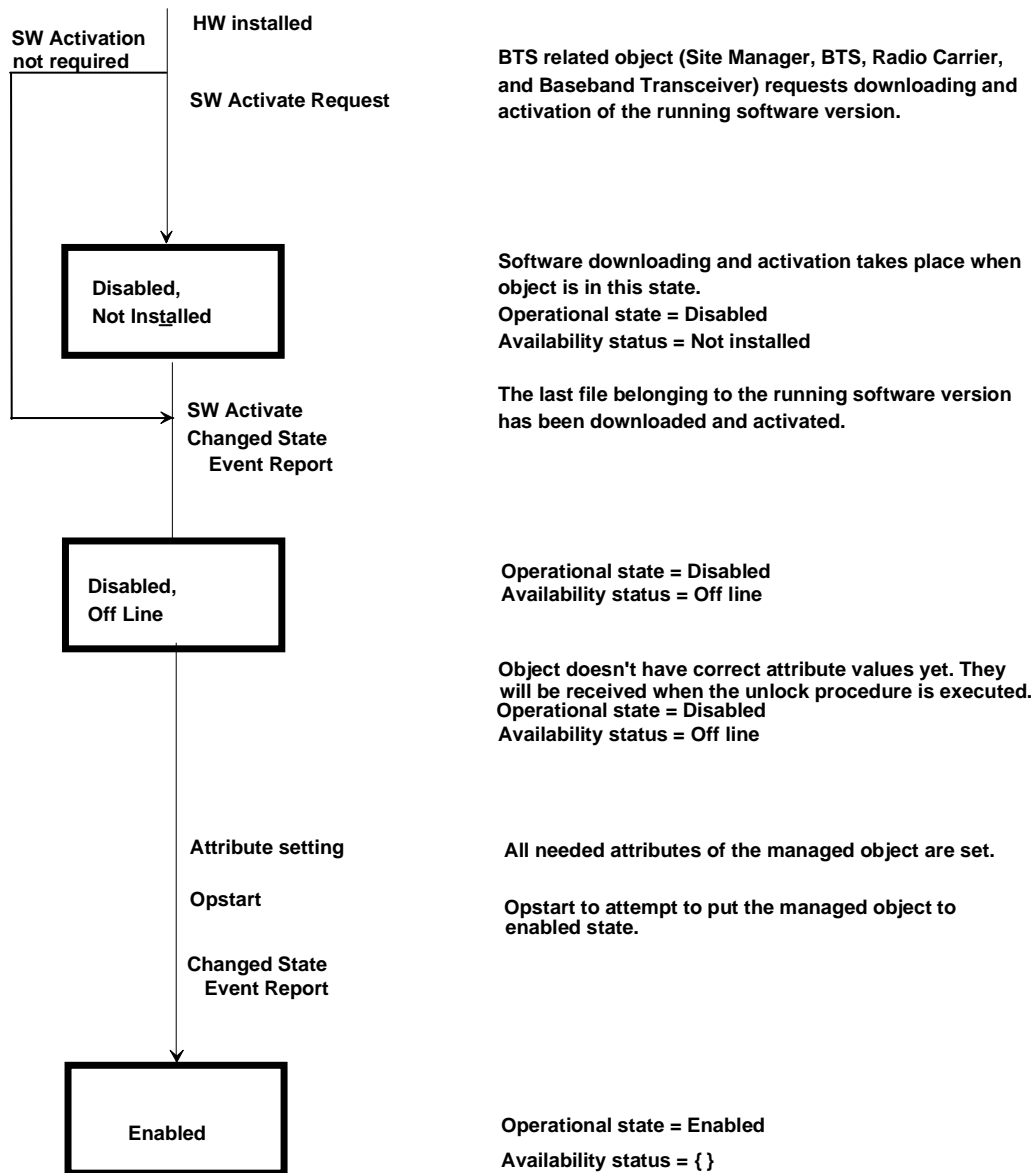 HW installed
SW Activation
not required
BTS related object (Site Manager, BTS, Radio Carrier,
and Baseband Transceiver) requests downloading and
activation of the running software version.
SW Activate Request
Software downloading and activation takes place when
object is in this state.
Operational state = Disabled
Availability status = Not installed
Disabled,
Not Installed
The last file belonging to the running software version
has been downloaded and activated.
SW Activate
Changed State
Event Report
Operational state = Disabled
Availability status = Off line
Disabled,
Off Line
Object doesn't have correct attribute values yet. They
will be received when the unlock procedure is executed.
Operational state = Disabled
Availability status = Off line
Attribute setting
All needed attributes of the managed object are set.
Opstart
Opstart to attempt to put the managed object to
enabled state.
Changed State
Event Report
Enabled
Operational state = Enabled
Availability status = { }